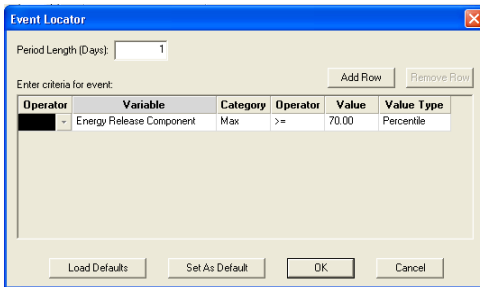 Event Locator
Period Length (Days): 1
Add Row Remove Row
Enter criteria for event:
Operator Variable Category Operator Value Value Type
Energy Release Component Max >= 70.00 Percentile
Load Defaults Set As Default OK Cancel